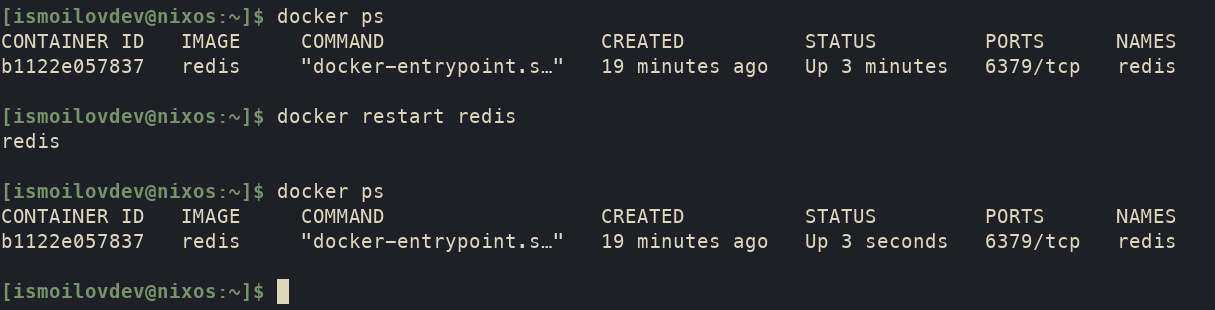 [ismoilovdev@nixos:~]$ docker ps
CONTAINER ID   IMAGE     COMMAND                  CREATED          STATUS         PORTS      NAMES
b1122e057837   redis     "docker-entrypoint.s…"   19 minutes ago   Up 3 minutes   6379/tcp   redis
[ismoilovdev@nixos:~]$ docker restart redis
redis
[ismoilovdev@nixos:~]$ docker ps
CONTAINER ID   IMAGE     COMMAND                  CREATED          STATUS         PORTS      NAMES
b1122e057837   redis     "docker-entrypoint.s…"   19 minutes ago   Up 3 seconds   6379/tcp   redis
[ismoilovdev@nixos:~]$